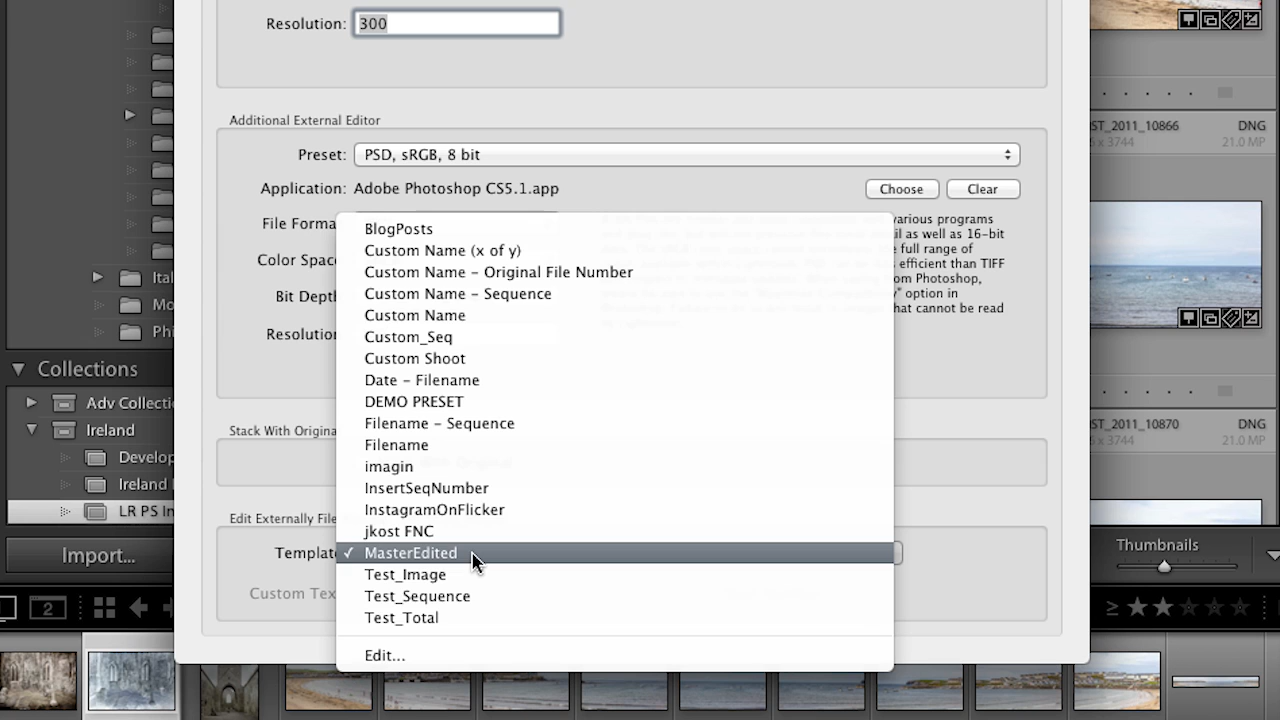 Resolution: 300
Additional External Editor
ST_2011_10866 DNG
x 3744 21.0 MP
Preset: PSD, sRGB, 8 bit
Application: Adobe Photoshop CS5.1.app Choose Clear
File Forma
various programs
as well as 16-bit
full range of
efficient than TIFF
Photoshop,
option in
that cannot be read
Color Spac
Bit Depth
Resolution
BlogPosts
Custom Name (x of y)
Custom Name - Original File Number
Custom Name - Sequence
Custom Name
Custom_Seq
Custom Shoot
Date - Filename
DEMO PRESET
Filename - Sequence
Filename
imagin
InsertSeqNumber
InstagramOnFlicker
jkost FNC
✓ MasterEdited
Test_Image
Test_Sequence
Test_Total
Edit...
Ital
Mo
Phi
Collections
Adv Collecti
Ireland
Develop
Ireland
LR PS In
Import...
2
Stack With Origina
Edit Externally File
Template
Custom Tex
ST_2011_10870 DNG
x 3744 21.0 MP
Thumbnails
≥